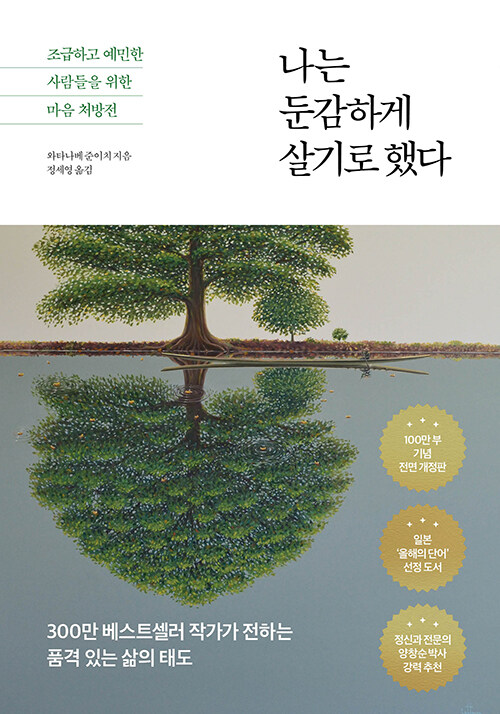 조급하고 예민한
사람들을 위한
마음 처방전
와타나베 준이치 지음
정세영 옮김
나는
둔감하게
살기로 했다
100만 부
기념
전면 개정판
일본
'올해의 단어'
선정 도서
정신과 전문의
양창순 박사
강력 추천
300만 베스트셀러 작가가 전하는
품격 있는 삶의 태도